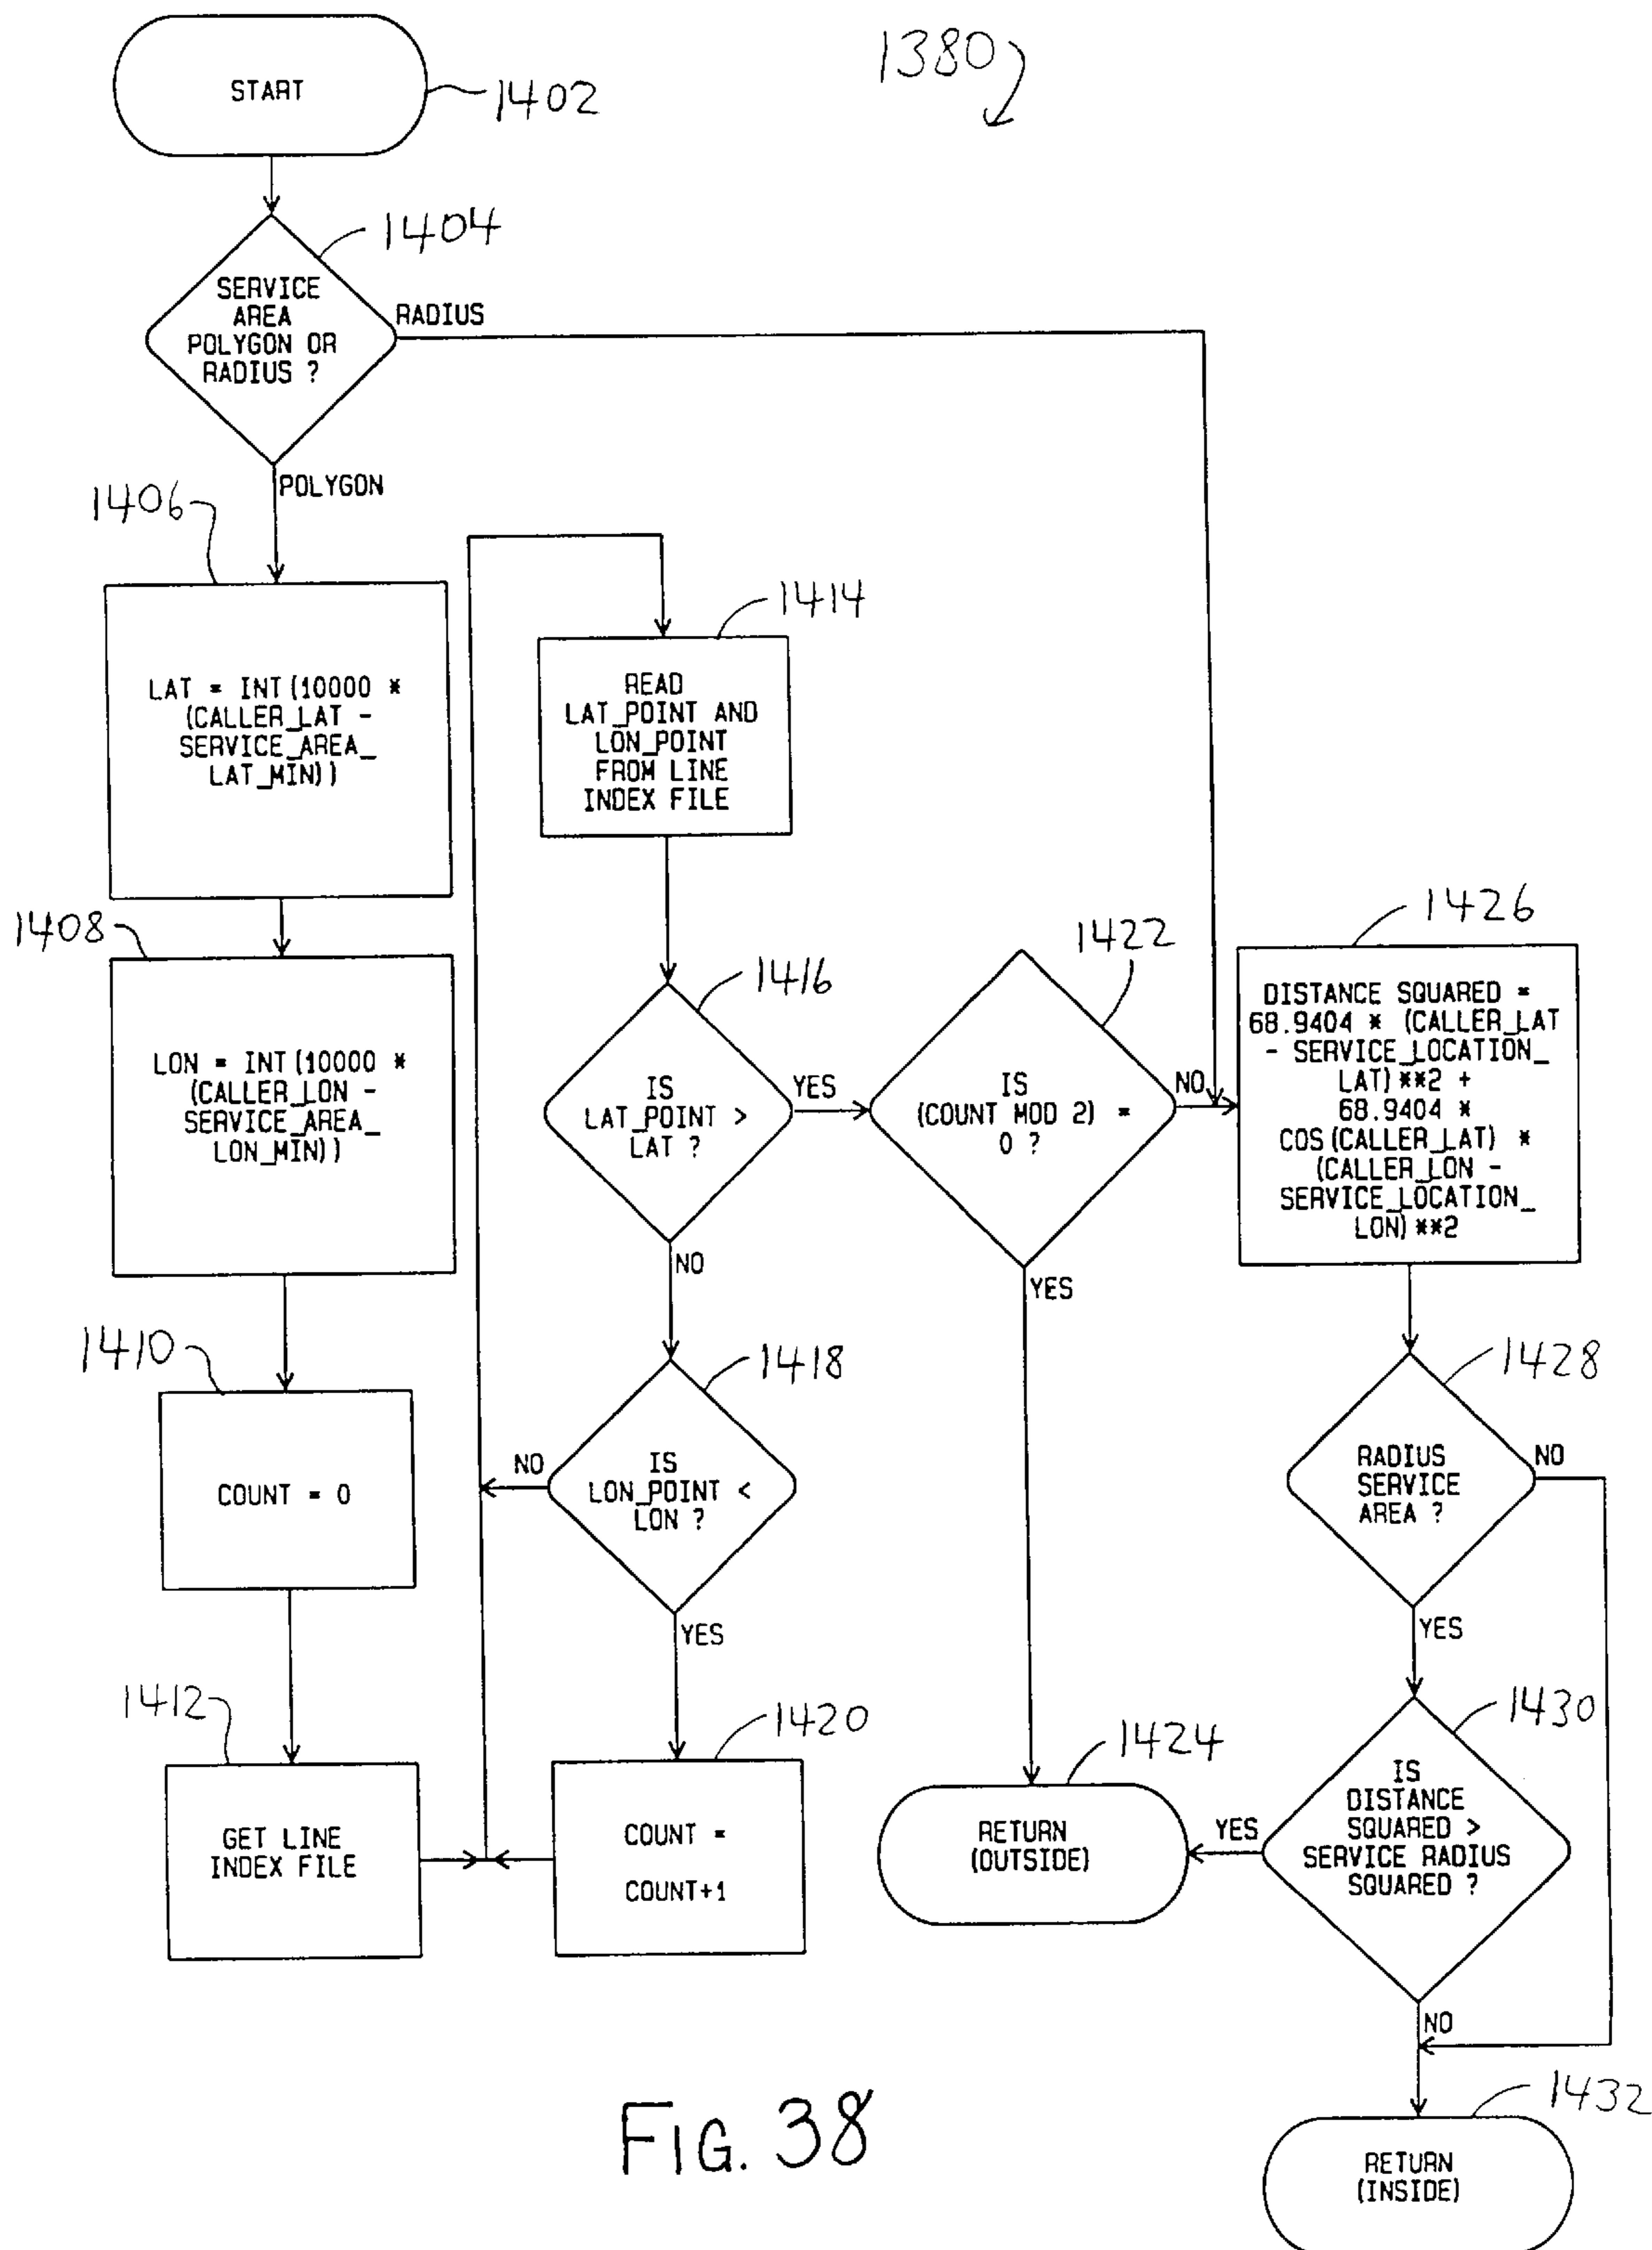 1380
START
1402
1404
SERVICE
AREA
POLYGON OR
RADIUS ?
RADIUS
POLYGON
1406
LAT = INT(10000 *
(CALLER_LAT -
SERVICE_AREA_
LAT_MIN))
1408
LON = INT(10000 *
(CALLER_LON -
SERVICE_AREA_
LON_MIN))
1410
COUNT = 0
1412
GET LINE
INDEX FILE
1414
READ
LAT_POINT AND
LON_POINT
FROM LINE
INDEX FILE
1416
IS
LAT_POINT >
LAT ?
YES
NO
1418
IS
LON_POINT <
LON ?
NO
YES
1420
COUNT =
COUNT+1
1422
IS
(COUNT MOD 2) =
0 ?
NO
YES
1424
RETURN
(OUTSIDE)
1426
DISTANCE SQUARED =
68.9404 * (CALLER_LAT
- SERVICE_LOCATION_
LAT)**2 +
68.9404 *
COS(CALLER_LAT) *
(CALLER_LON -
SERVICE_LOCATION_
LON)**2
1428
RADIUS
SERVICE
AREA ?
NO
YES
1430
IS
DISTANCE
SQUARED >
SERVICE RADIUS
SQUARED ?
YES
NO
1432
RETURN
(INSIDE)
FIG. 38